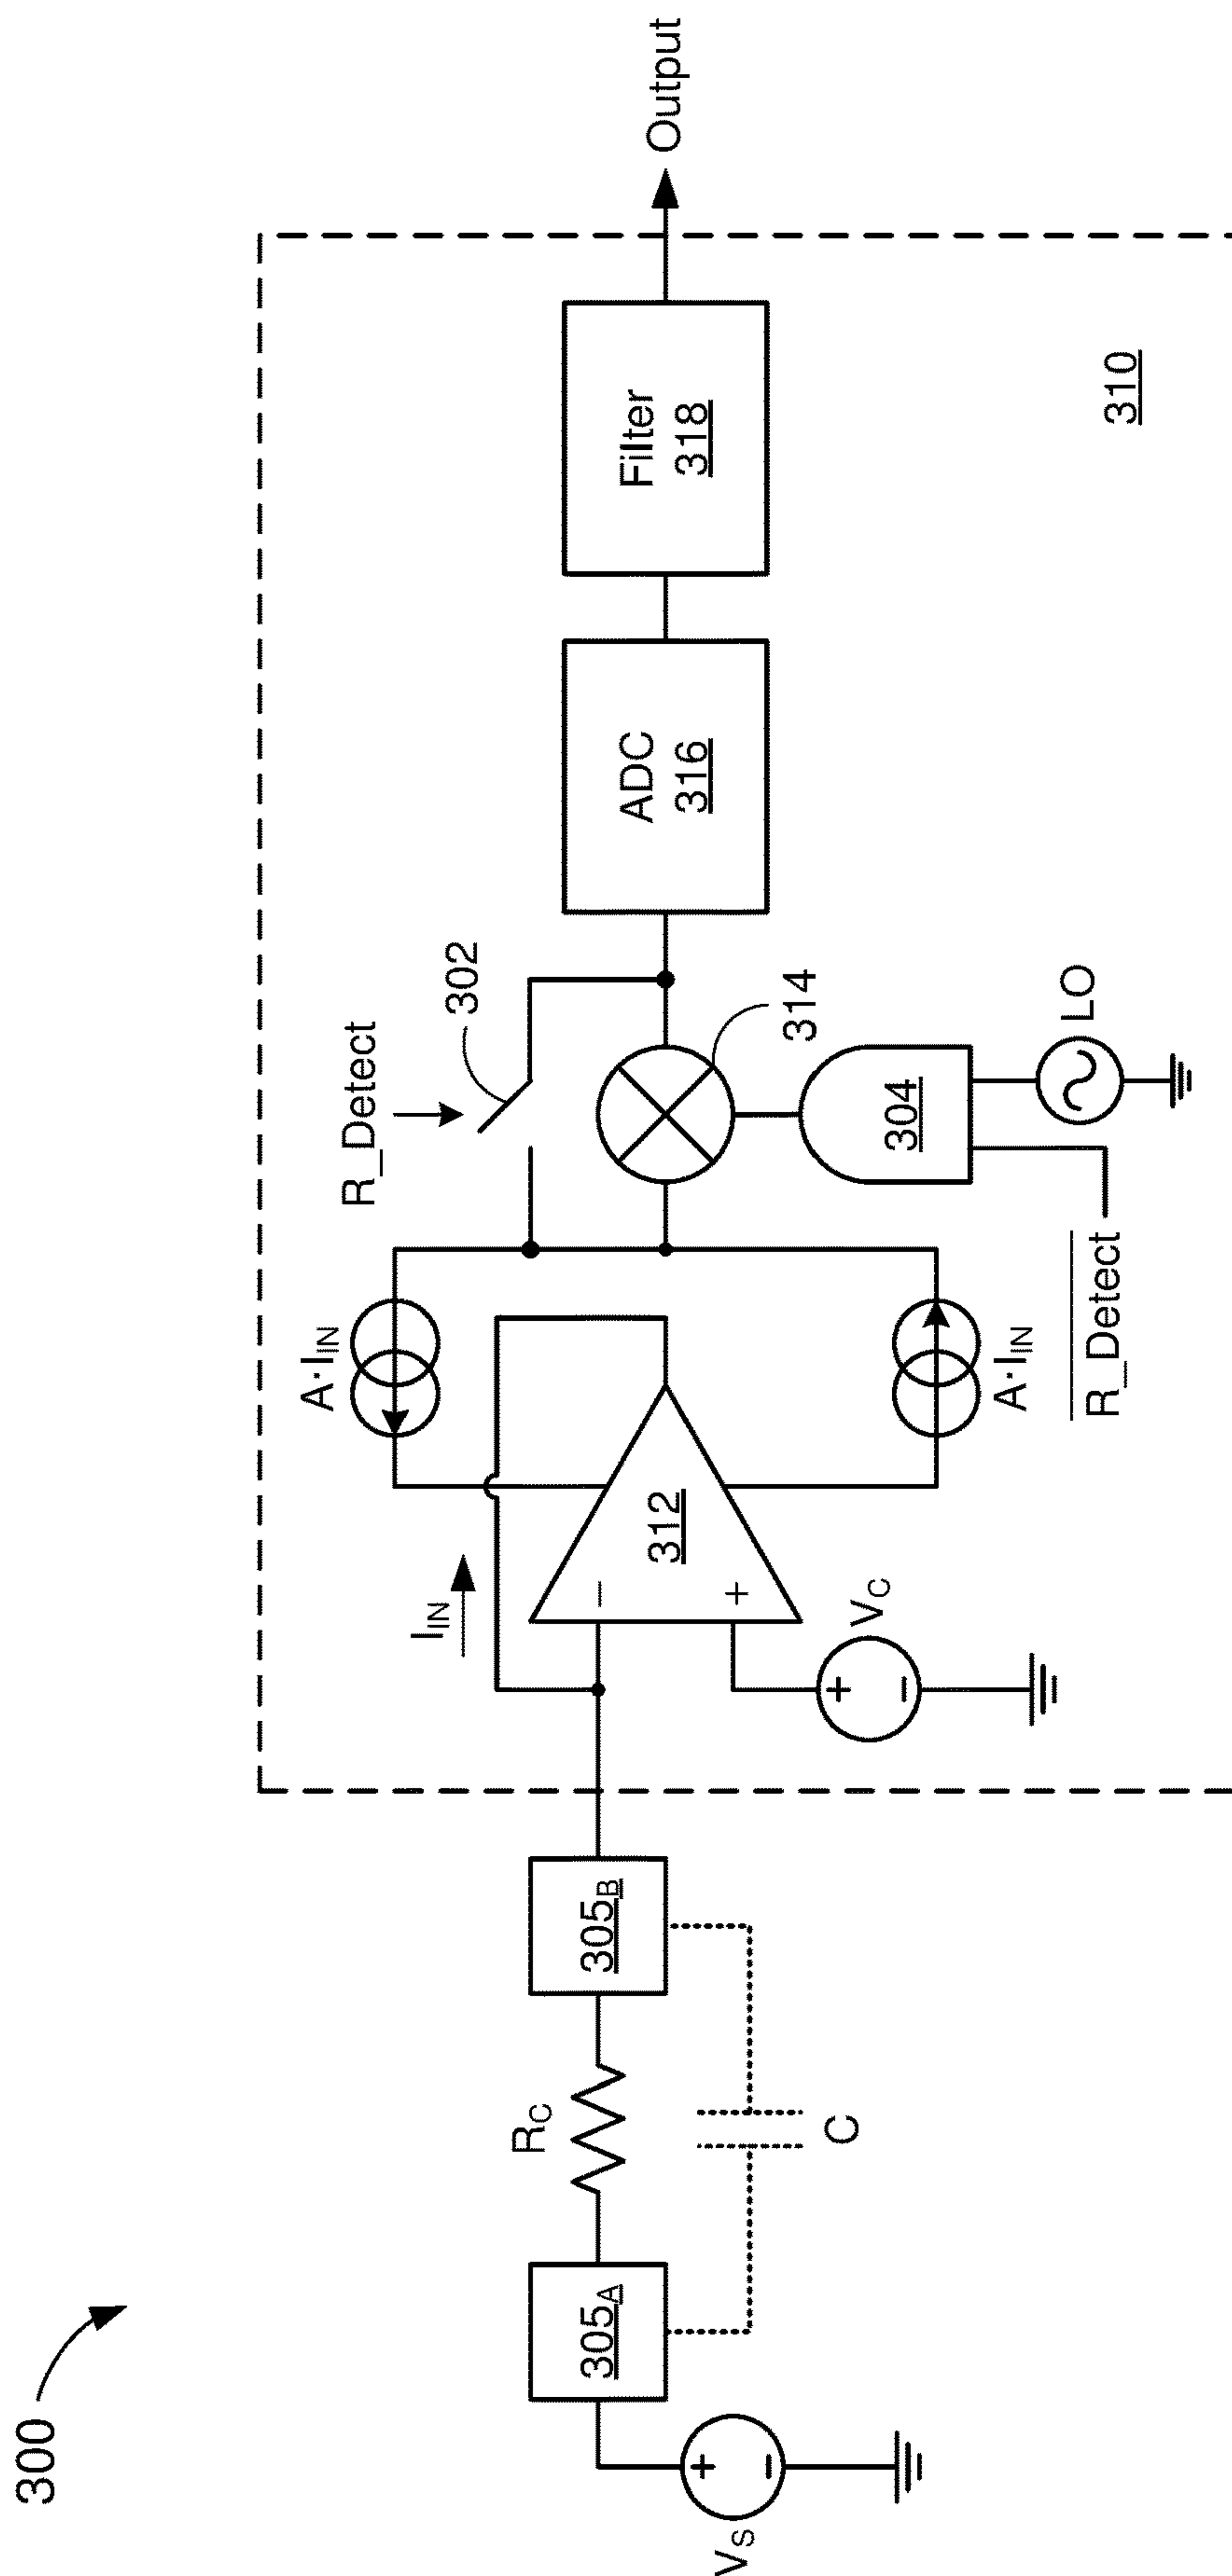 300
V_S
305_A
R_C
C
305_B
I_IN
−
+
312
V_C
+
−
A·I_IN
A·I_IN
R_Detect
302
314
304
LO
R̅_̅D̅e̅t̅e̅c̅t̅
ADC
316
Filter
318
310
Output
+
−